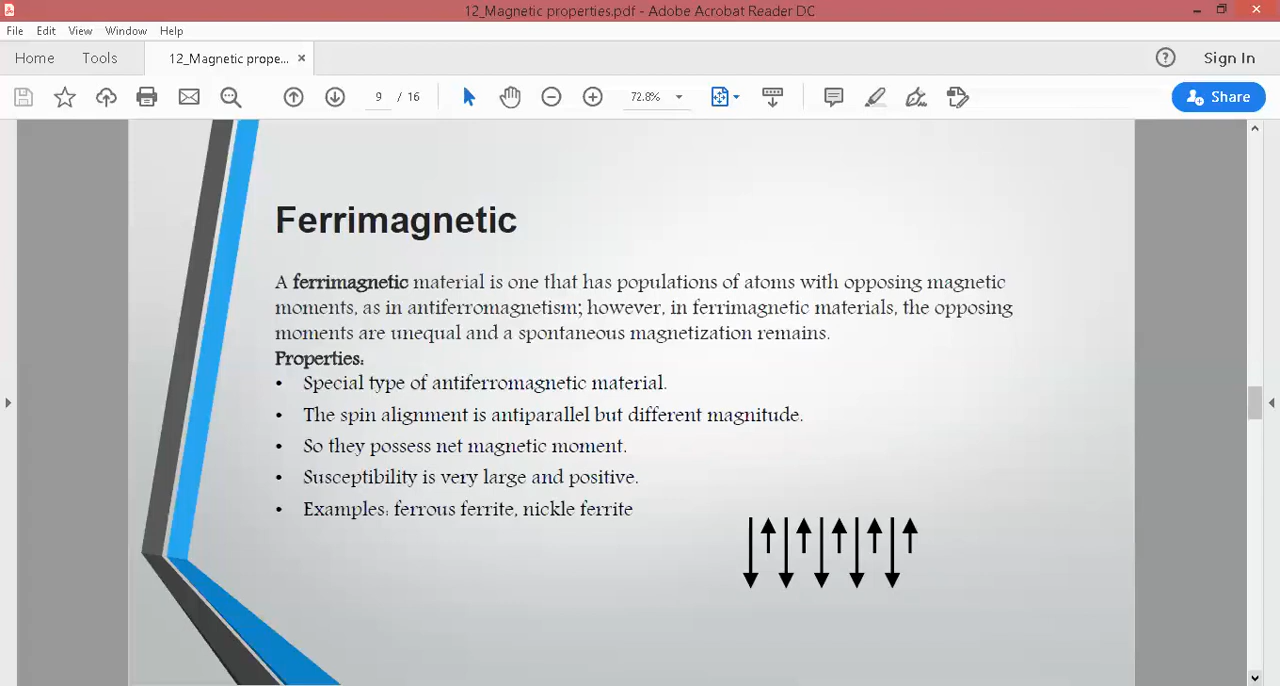 12_Magnetic properties.pdf - Adobe Acrobat Reader DC
File Edit View Window Help
Home Tools 12_Magnetic prope... Sign In
9 / 16 72.8% Share
Ferrimagnetic
A ferrimagnetic material is one that has populations of atoms with opposing magnetic
moments, as in antiferromagnetism; however, in ferrimagnetic materials, the opposing
moments are unequal and a spontaneous magnetization remains.
Properties:
• Special type of antiferromagnetic material.
• The spin alignment is antiparallel but different magnitude.
• So they possess net magnetic moment.
• Susceptibility is very large and positive.
• Examples: ferrous ferrite, nickle ferrite